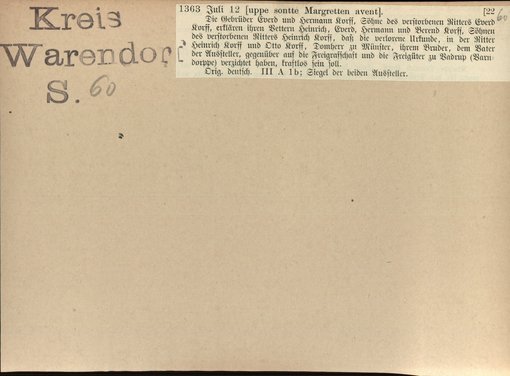 Kreis
Warendorf
S. 60
1363 Juli 12 [uppe sontte Margretten avent]. [22
60
Die Gebrüder Everd und Hermann Korff, Söhne des verstorbenen Ritters Everd
Korff, erklären ihren Vettern Heinrich, Everd, Hermann und Berend Korff, Söhnen
des verstorbenen Ritters Heinrich Korff, daß die verlorene Urkunde, in der Ritter
Heinrich Korff und Otto Korff, Domherr zu Münster, ihrem Bruder, dem Vater
der Aussteller, gegenüber auf die Freigrafschaft und die Freigüter zu Vadrup (Varn-
dorppe) verzichtet haben, kraftlos sein soll.
Orig. deutsch. III A 1b; Siegel der beiden Aussteller.